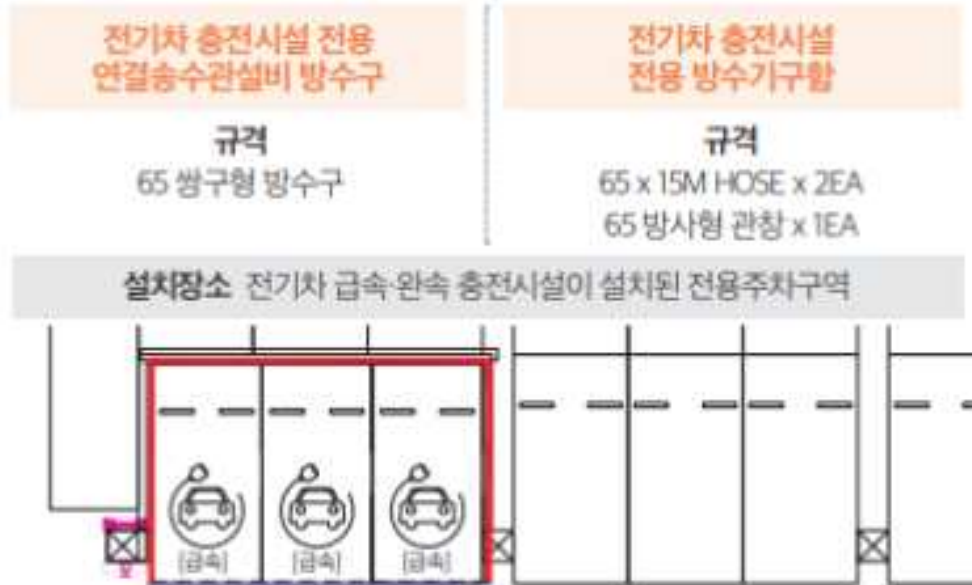 전기차 충전시설 전용
연결송수관설비 방수구
규격
65 쌍구형 방수구
전기차 충전시설
전용 방수기구함
규격
65 x 15M HOSE x 2EA
65 방사형 관창 x 1EA
설치장소 전기차 급속·완속 충전시설이 설치된 전용주차구역
[급속] [급속] [급속]